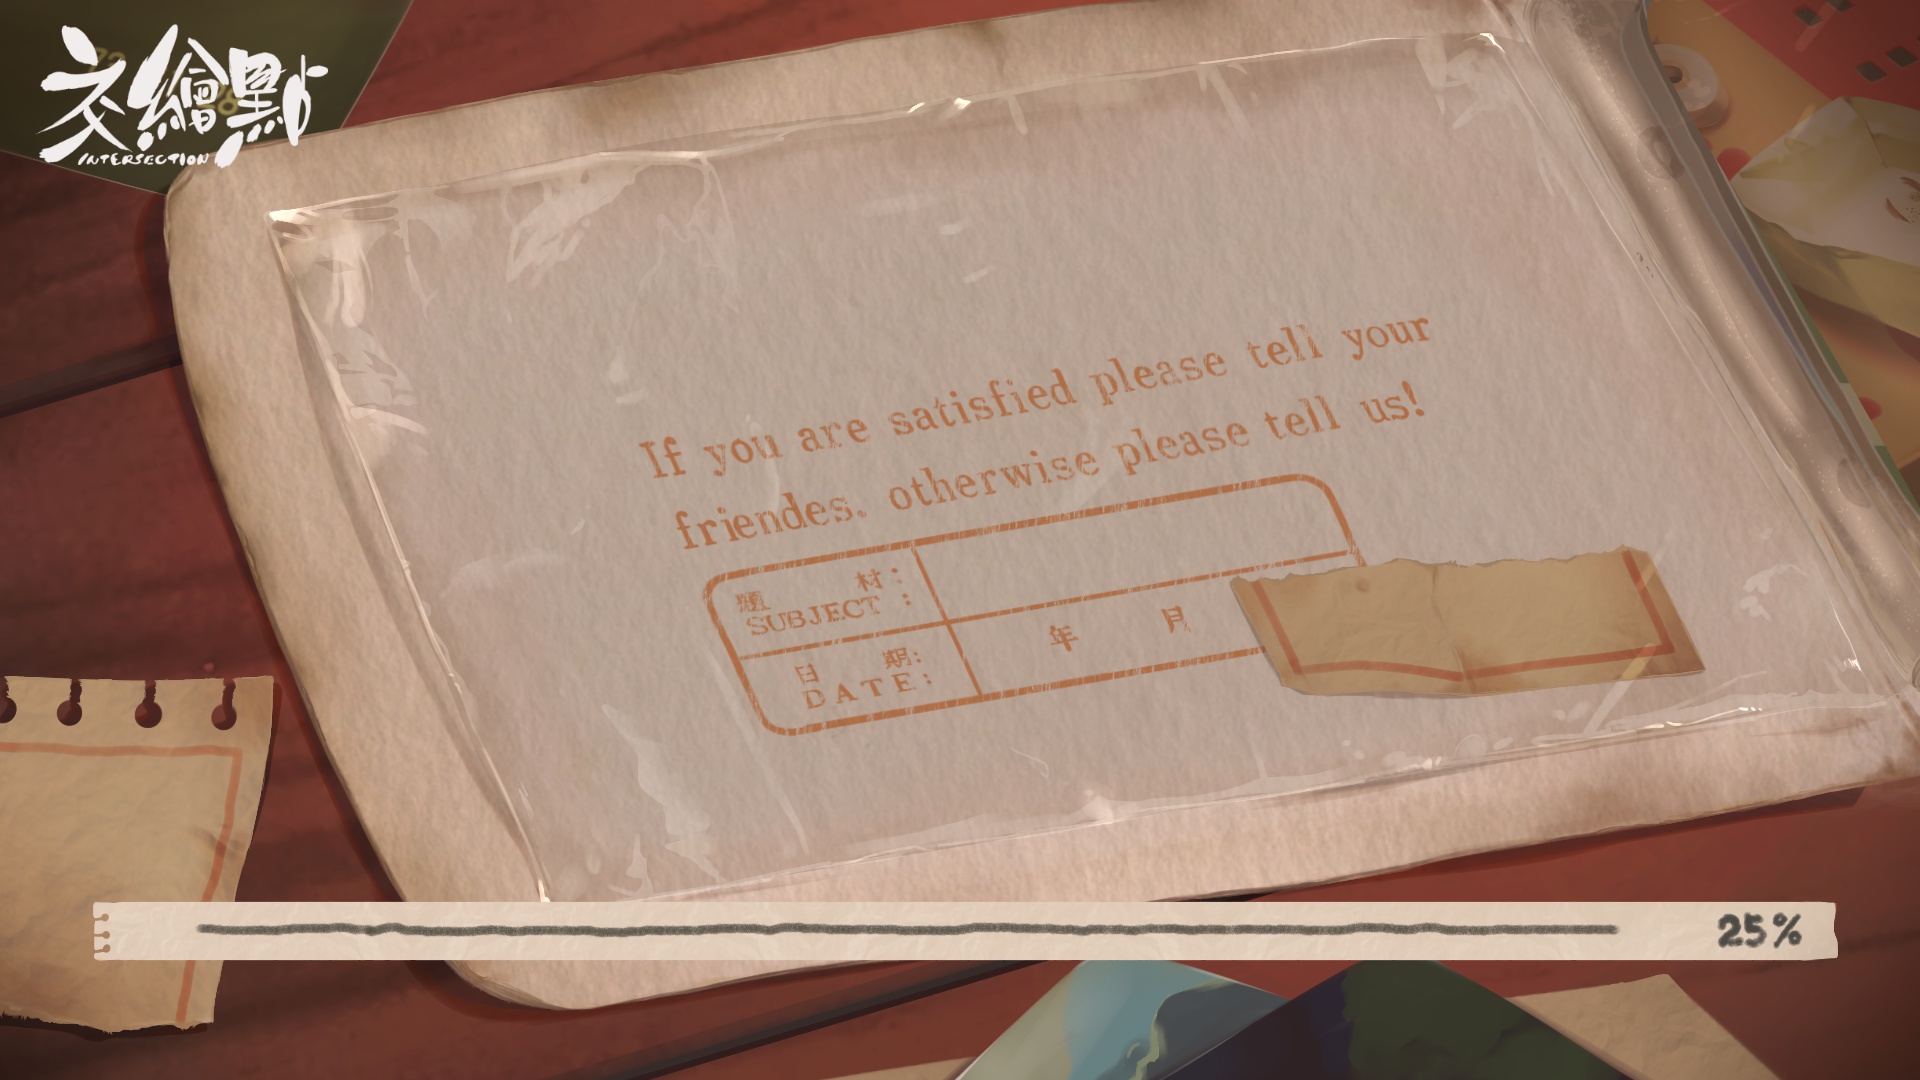 交繪點
INTERSECTION
If you are satisfied please tell your
friendes. otherwise please tell us!
題 材:
SUBJECT :
日 期:
DATE:
年 月
25%